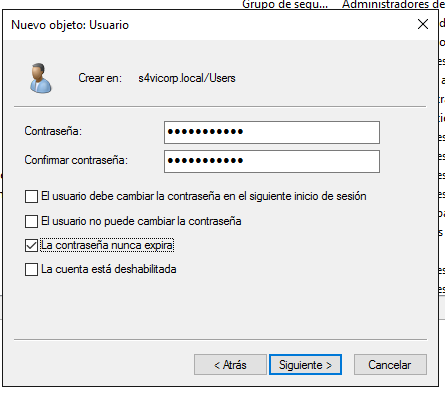 Grupo de segu... Administradores de
Nuevo objeto: Usuario
Crear en: s4vicorp.local/Users
Contraseña: •••••••••••
Confirmar contraseña: •••••••••••
El usuario debe cambiar la contraseña en el siguiente inicio de sesión
El usuario no puede cambiar la contraseña
La contraseña nunca expira
La cuenta está deshabilitada
< Atrás Siguiente > Cancelar